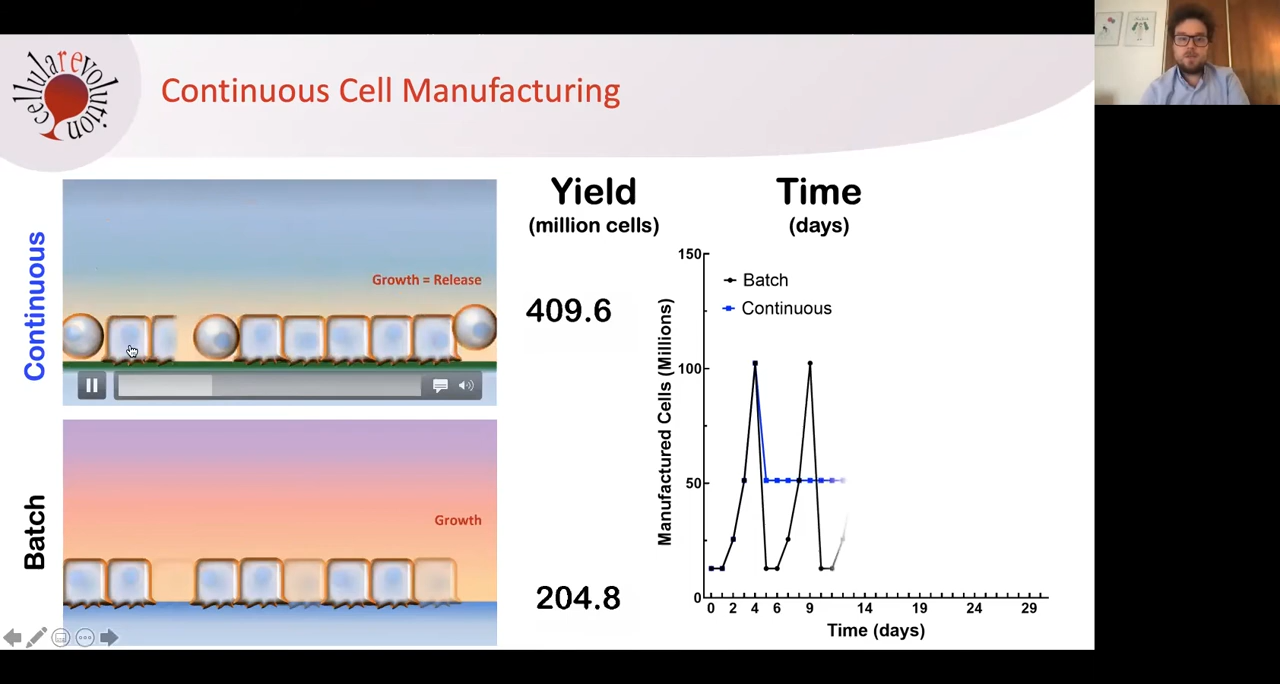 cellularevolution
Continuous Cell Manufacturing
Continuous
Growth = Release
Batch
Growth
Yield
(million cells)
409.6
204.8
Time
(days)
Manufactured Cells (Millions)
150
100
50
0
Batch
Continuous
0 2 4 6 9 14 19 24 29
Time (days)